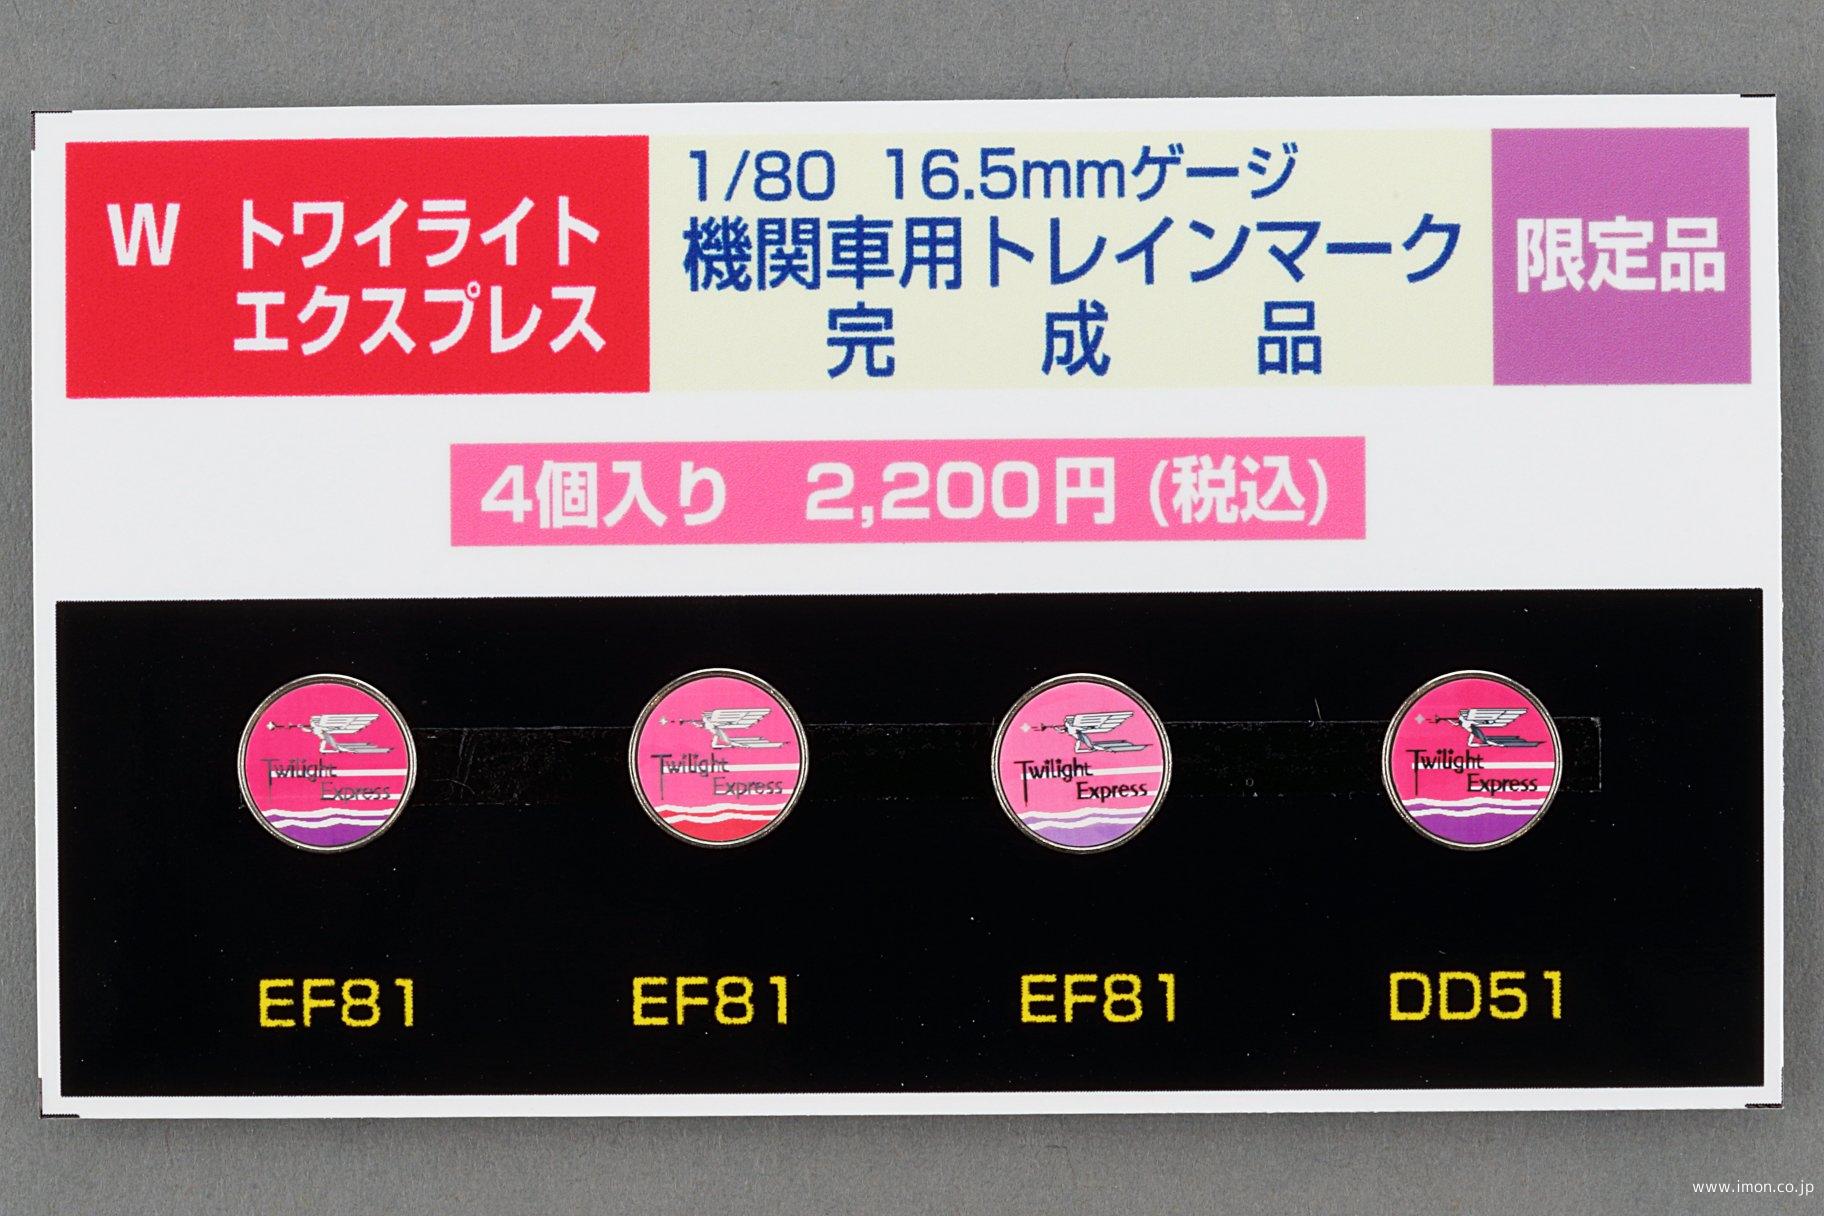 W トワイライト
エクスプレス
1/80 16.5mmゲージ
機関車用トレインマーク
完成品
限定品
4個入り 2,200円 (税込)
Twilight
Express
Twilight
Express
Twilight
Express
Twilight
Express
EF81
EF81
EF81
DD51
www.imon.co.jp